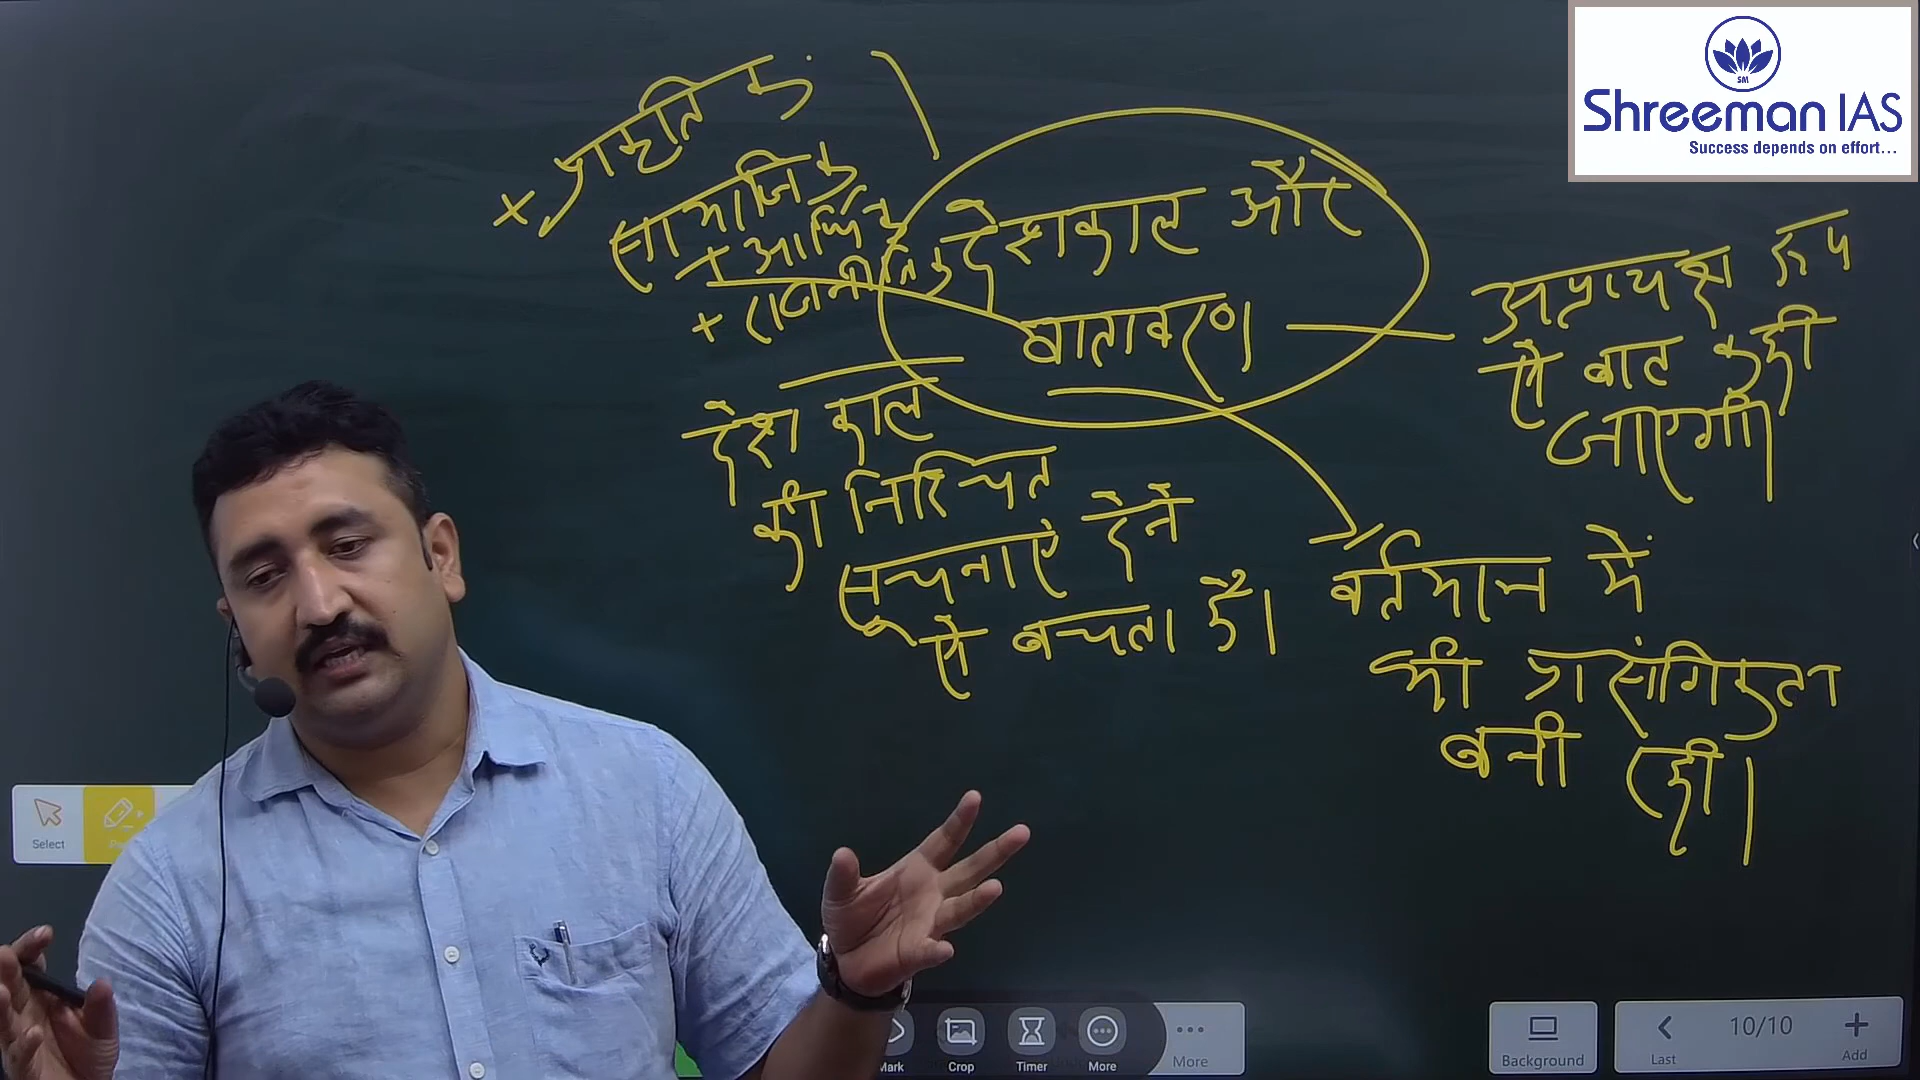 SM
Shreeman IAS
Success depends on effort...
प्राकृतिक
सामाजिक
+ आर्थिक
+ राजनीतिक
देशकाल और
वातावरण
देश काल
की निश्चित
सूचनाएं देने
से बचता है।
अप्रत्यक्ष रूप
से बात कही
जाएगी
वर्तमान में
भी प्रासंगिकता
बनी रही।
Select
Mark
Crop
Timer
More
More
Background
Last
10/10
Add